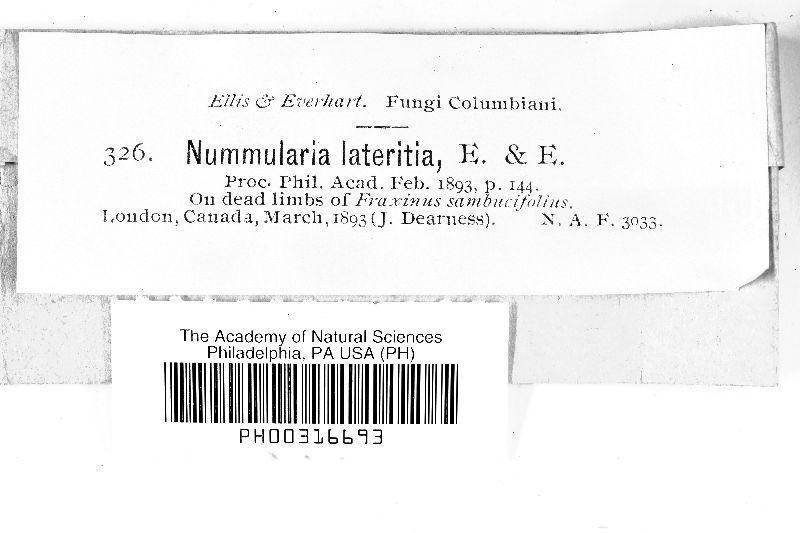 Ellis & Everhart. Fungi Columbiani.
326. Nummularia lateritia, E. & E.
Proc. Phil. Acad. Feb. 1893, p. 144.
On dead limbs of Fraxinus sambucifolius.
London, Canada, March, 1893 (J. Dearness). N. A. F. 3033.
The Academy of Natural Sciences
Philadelphia, PA USA (PH)
PH00316693